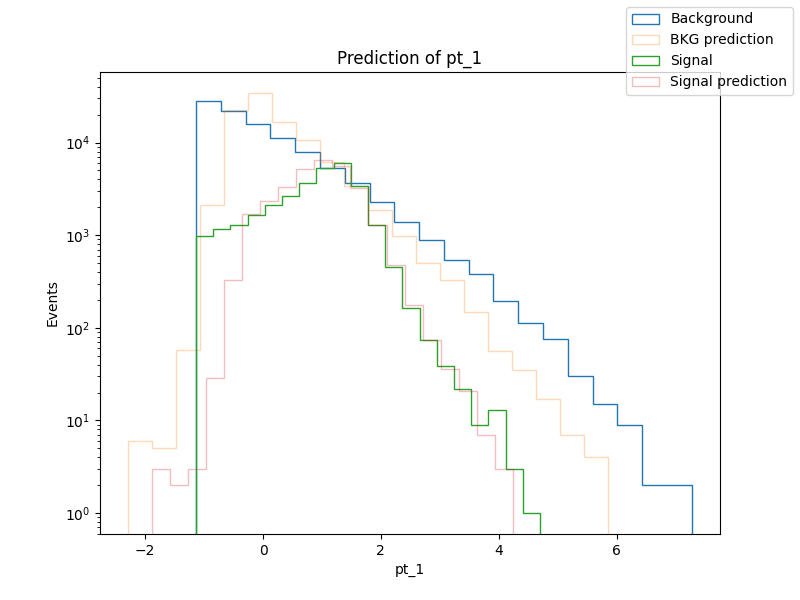 Prediction of pt_1
Background
BKG prediction
Signal
Signal prediction
Events
10^4
10^3
10^2
10^1
10^0
−2 0 2 4 6
pt_1